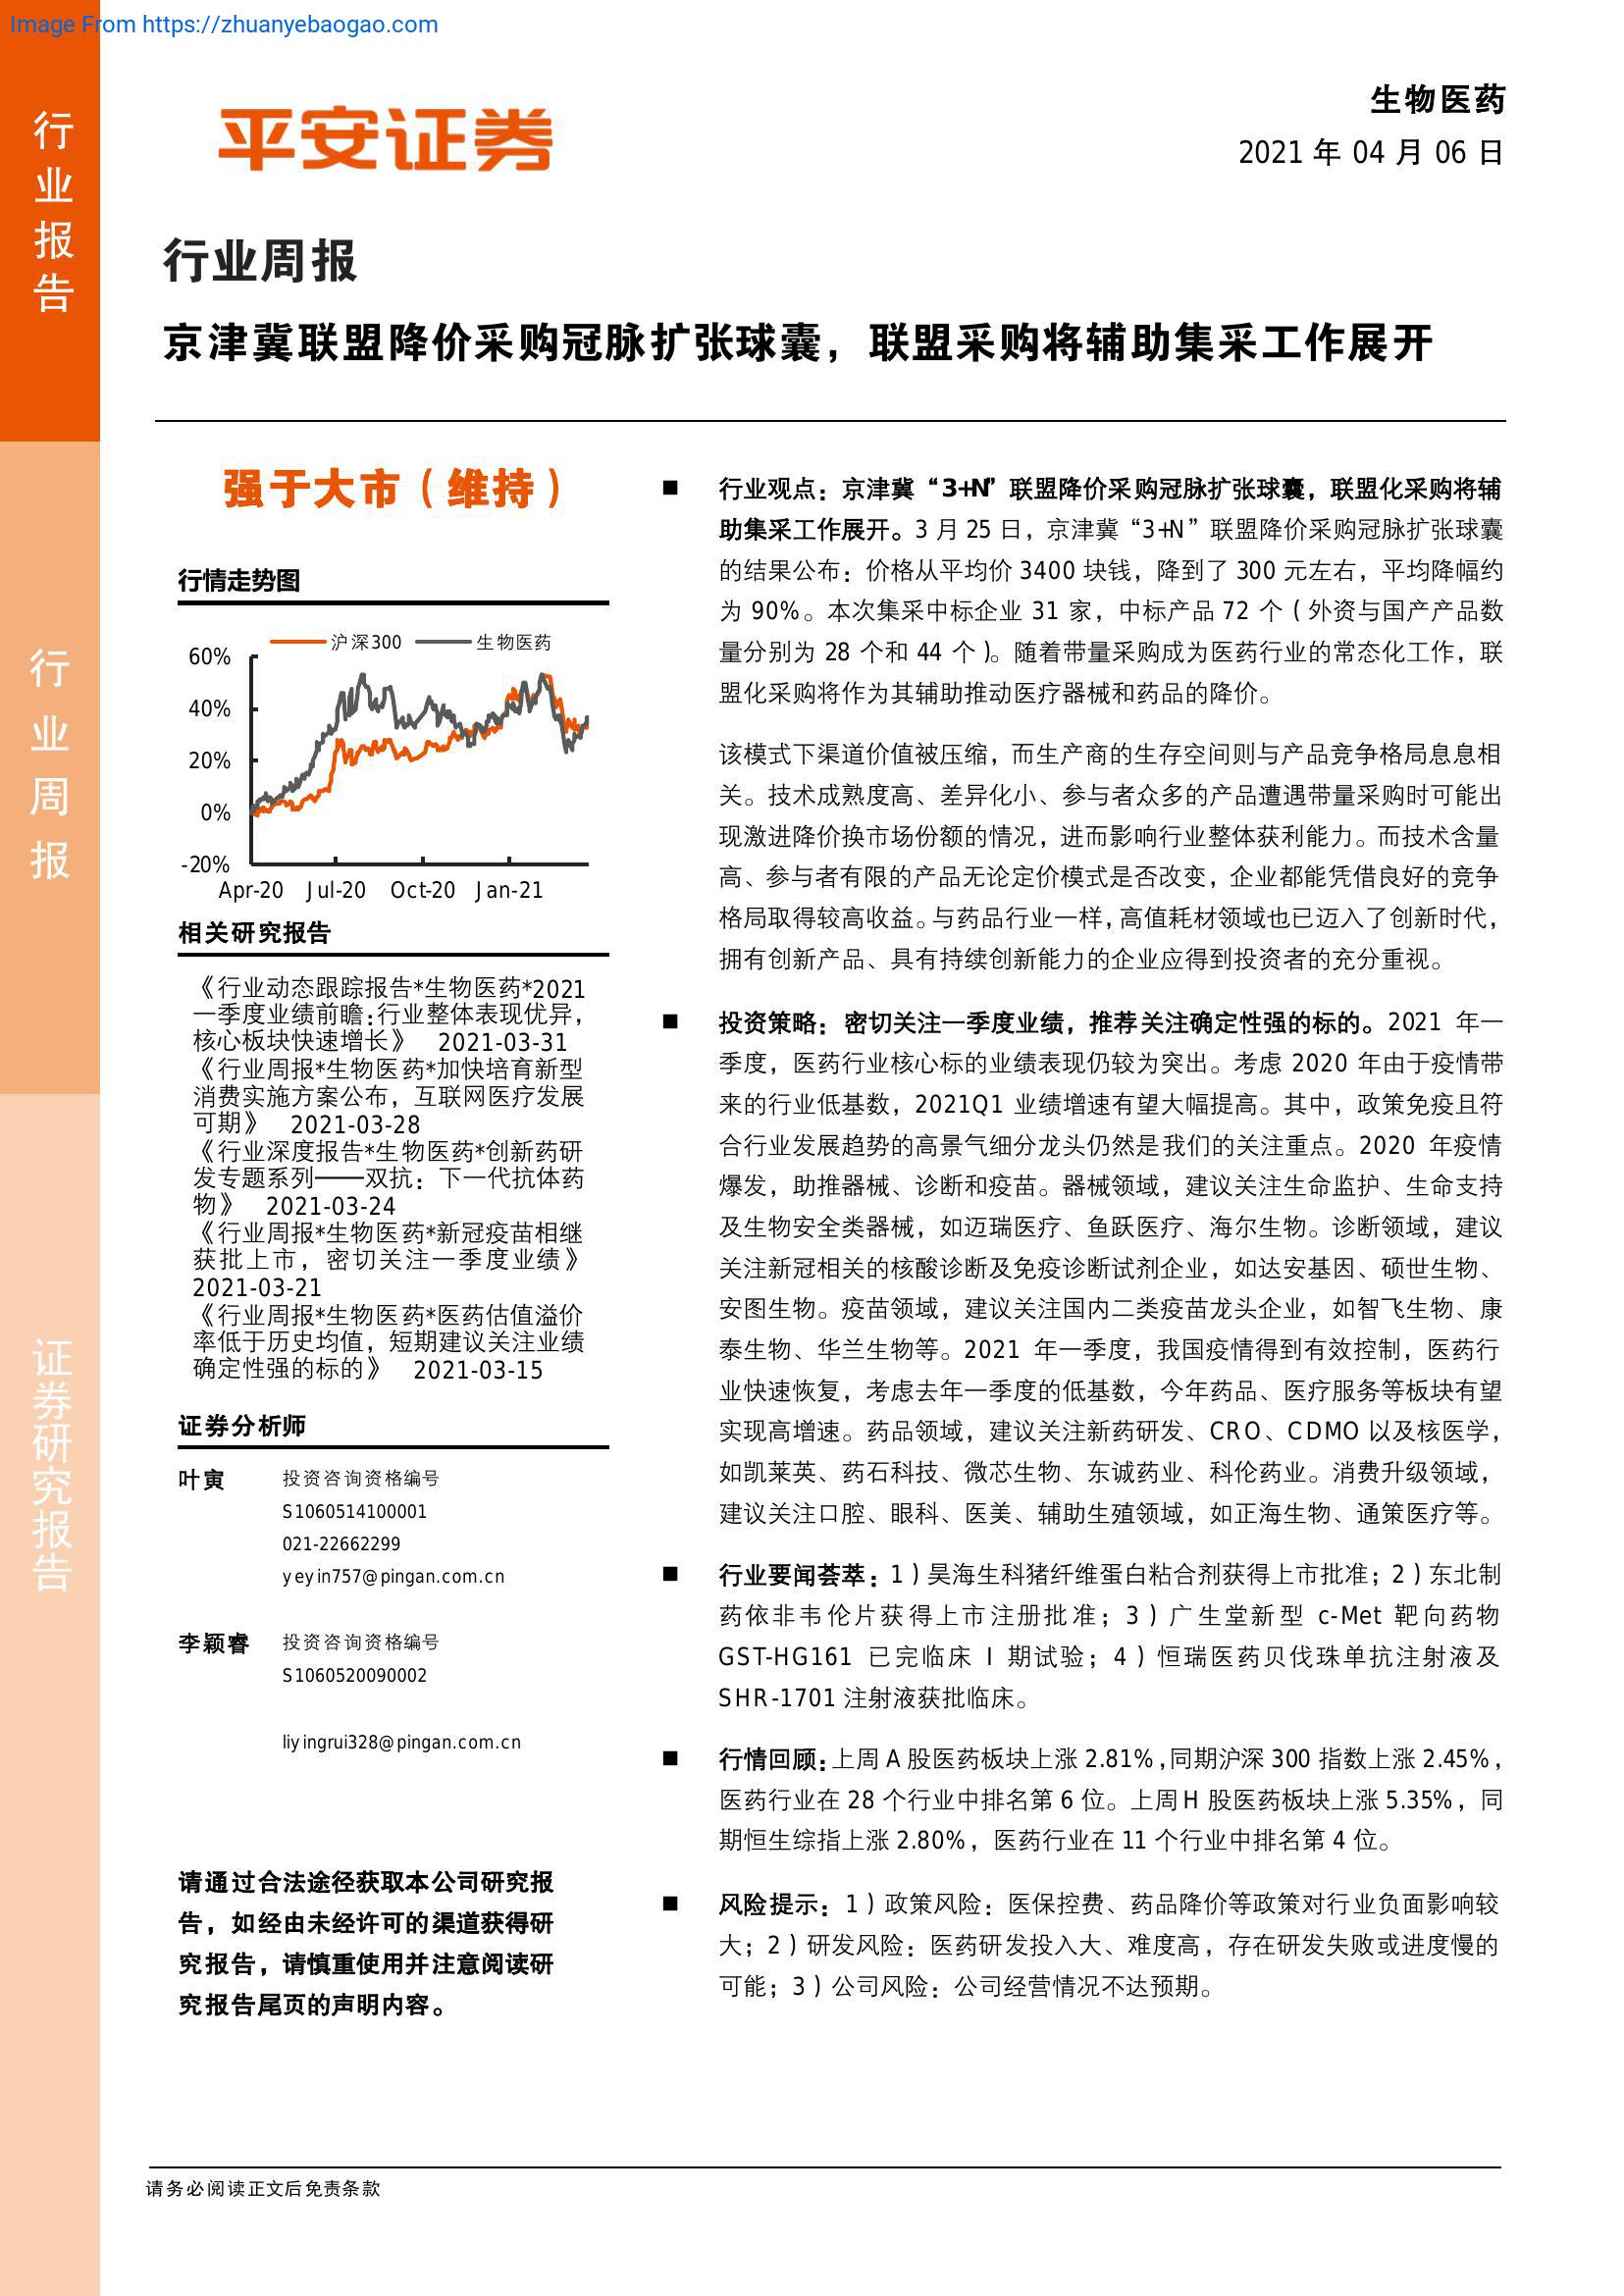 Image From https://zhuanyebaogao.com
行业报告
行业周报
证券研究报告
平安证券
生物医药
2021 年 04 月 06 日
行业周报
京津冀联盟降价采购冠脉扩张球囊，联盟采购将辅助集采工作展开
强于大市（维持）
行情走势图
沪深300 生物医药
60%
40%
20%
0%
-20%
Apr-20 Jul-20 Oct-20 Jan-21
相关研究报告
《行业动态跟踪报告*生物医药*2021
一季度业绩前瞻：行业整体表现优异，
核心板块快速增长》 2021-03-31
《行业周报*生物医药*加快培育新型
消费实施方案公布，互联网医疗发展
可期》 2021-03-28
《行业深度报告*生物医药*创新药研
发专题系列——双抗：下一代抗体药
物》 2021-03-24
《行业周报*生物医药*新冠疫苗相继
获批上市，密切关注一季度业绩》
2021-03-21
《行业周报*生物医药*医药估值溢价
率低于历史均值，短期建议关注业绩
确定性强的标的》 2021-03-15
证券分析师
叶寅 投资咨询资格编号
S1060514100001
021-22662299
yeyin757@pingan.com.cn
李颖睿 投资咨询资格编号
S1060520090002
liyingrui328@pingan.com.cn
请通过合法途径获取本公司研究报
告，如经由未经许可的渠道获得研
究报告，请慎重使用并注意阅读研
究报告尾页的声明内容。
■ 行业观点：京津冀“3+N”联盟降价采购冠脉扩张球囊，联盟化采购将辅
助集采工作展开。3 月 25 日，京津冀“3+N”联盟降价采购冠脉扩张球囊
的结果公布：价格从平均价 3400 块钱，降到了 300 元左右，平均降幅约
为 90%。本次集采中标企业 31 家，中标产品 72 个（外资与国产产品数
量分别为 28 个和 44 个）。随着带量采购成为医药行业的常态化工作，联
盟化采购将作为其辅助推动医疗器械和药品的降价。
该模式下渠道价值被压缩，而生产商的生存空间则与产品竞争格局息息相
关。技术成熟度高、差异化小、参与者众多的产品遭遇带量采购时可能出
现激进降价换市场份额的情况，进而影响行业整体获利能力。而技术含量
高、参与者有限的产品无论定价模式是否改变，企业都能凭借良好的竞争
格局取得较高收益。与药品行业一样，高值耗材领域也已迈入了创新时代，
拥有创新产品、具有持续创新能力的企业应得到投资者的充分重视。
■ 投资策略：密切关注一季度业绩，推荐关注确定性强的标的。2021 年一
季度，医药行业核心标的业绩表现仍较为突出。考虑 2020 年由于疫情带
来的行业低基数，2021Q1 业绩增速有望大幅提高。其中，政策免疫且符
合行业发展趋势的高景气细分龙头仍然是我们的关注重点。2020 年疫情
爆发，助推器械、诊断和疫苗。器械领域，建议关注生命监护、生命支持
及生物安全类器械，如迈瑞医疗、鱼跃医疗、海尔生物。诊断领域，建议
关注新冠相关的核酸诊断及免疫诊断试剂企业，如达安基因、硕世生物、
安图生物。疫苗领域，建议关注国内二类疫苗龙头企业，如智飞生物、康
泰生物、华兰生物等。2021 年一季度，我国疫情得到有效控制，医药行
业快速恢复，考虑去年一季度的低基数，今年药品、医疗服务等板块有望
实现高增速。药品领域，建议关注新药研发、CRO、CDMO 以及核医学，
如凯莱英、药石科技、微芯生物、东诚药业、科伦药业。消费升级领域，
建议关注口腔、眼科、医美、辅助生殖领域，如正海生物、通策医疗等。
■ 行业要闻荟萃：1）昊海生科猪纤维蛋白粘合剂获得上市批准；2）东北制
药依非韦伦片获得上市注册批准；3）广生堂新型 c-Met 靶向药物
GST-HG161 已完临床 I 期试验；4）恒瑞医药贝伐珠单抗注射液及
SHR-1701 注射液获批临床。
■ 行情回顾：上周 A 股医药板块上涨 2.81%，同期沪深 300 指数上涨 2.45%，
医药行业在 28 个行业中排名第 6 位。上周 H 股医药板块上涨 5.35%，同
期恒生综指上涨 2.80%，医药行业在 11 个行业中排名第 4 位。
■ 风险提示：1）政策风险：医保控费、药品降价等政策对行业负面影响较
大；2）研发风险：医药研发投入大、难度高，存在研发失败或进度慢的
可能；3）公司风险：公司经营情况不达预期。
请务必阅读正文后免责条款